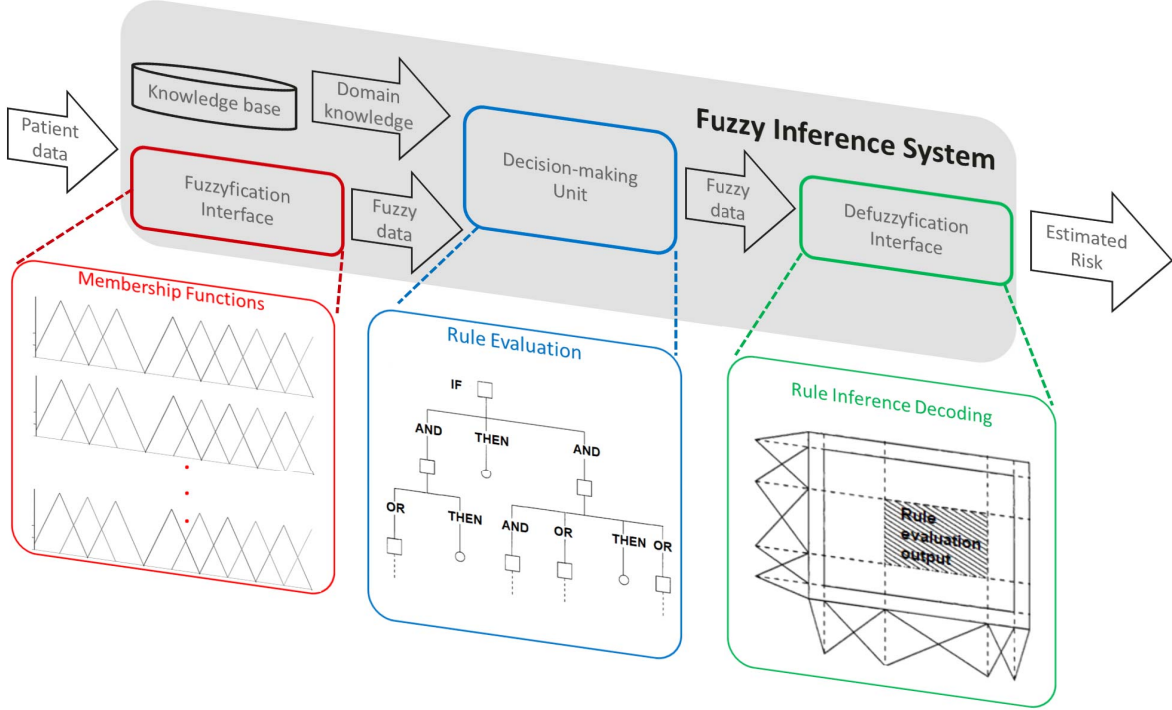 Fuzzy Inference System
Patient
data
Knowledge base
Domain
knowledge
Fuzzyfication
Interface
Fuzzy
data
Decision-making
Unit
Fuzzy
data
Defuzzyfication
Interface
Estimated
Risk
Membership Functions
Rule Evaluation
IF
AND
THEN
AND
OR
THEN
AND
OR
THEN
OR
Rule Inference Decoding
Rule
evaluation
output